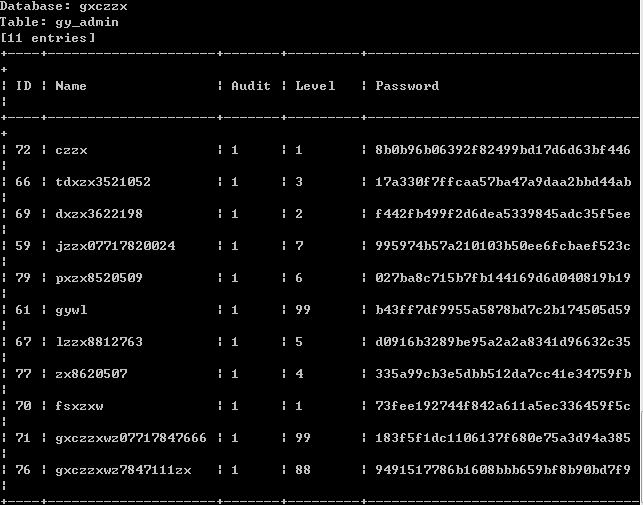 Database: gxczzx
Table: gy_admin
[11 entries]
+----+----------------------+-------+---------+----------------------------------
+
¦ ID ¦ Name ¦ Audit ¦ Level ¦ Password
¦
+----+----------------------+-------+---------+----------------------------------
+
¦ 72 ¦ czzx ¦ 1 ¦ 1 ¦ 8b0b96b06392f82499bd17d6d63bf446
¦
¦ 66 ¦ tdxzx3521052 ¦ 1 ¦ 3 ¦ 17a330f7ffcaa57ba47a9daa2bbd44ab
¦
¦ 69 ¦ dxzx3622198 ¦ 1 ¦ 2 ¦ f442fb499f2d6dea5339845adc35f5ee
¦
¦ 59 ¦ jzzx07717820024 ¦ 1 ¦ 7 ¦ 995974b57a210103b50ee6fcbaef523c
¦
¦ 79 ¦ pxzx8520509 ¦ 1 ¦ 6 ¦ 027ba8c715b7fb144169d6d040819b19
¦
¦ 61 ¦ gywl ¦ 1 ¦ 99 ¦ b43ff7df9955a5878bd7c2b174505d59
¦
¦ 67 ¦ lzzx8812763 ¦ 1 ¦ 5 ¦ d0916b3289be95a2a2a8341d96632c35
¦
¦ 77 ¦ zx8620507 ¦ 1 ¦ 4 ¦ 335a99cb3e5dbb512da7cc41e34759fb
¦
¦ 70 ¦ fsxzxw ¦ 1 ¦ 1 ¦ 73fee192744f842a611a5ec336459f5c
¦
¦ 71 ¦ gxczzxwz07717847666 ¦ 1 ¦ 99 ¦ 183f5f1dc1106137f680e75a3d94a385
¦
¦ 76 ¦ gxczzxwz7847111zx ¦ 1 ¦ 88 ¦ 9491517786b1608bbb659bf8b90bd7f9
¦
+----+----------------------+-------+---------+----------------------------------